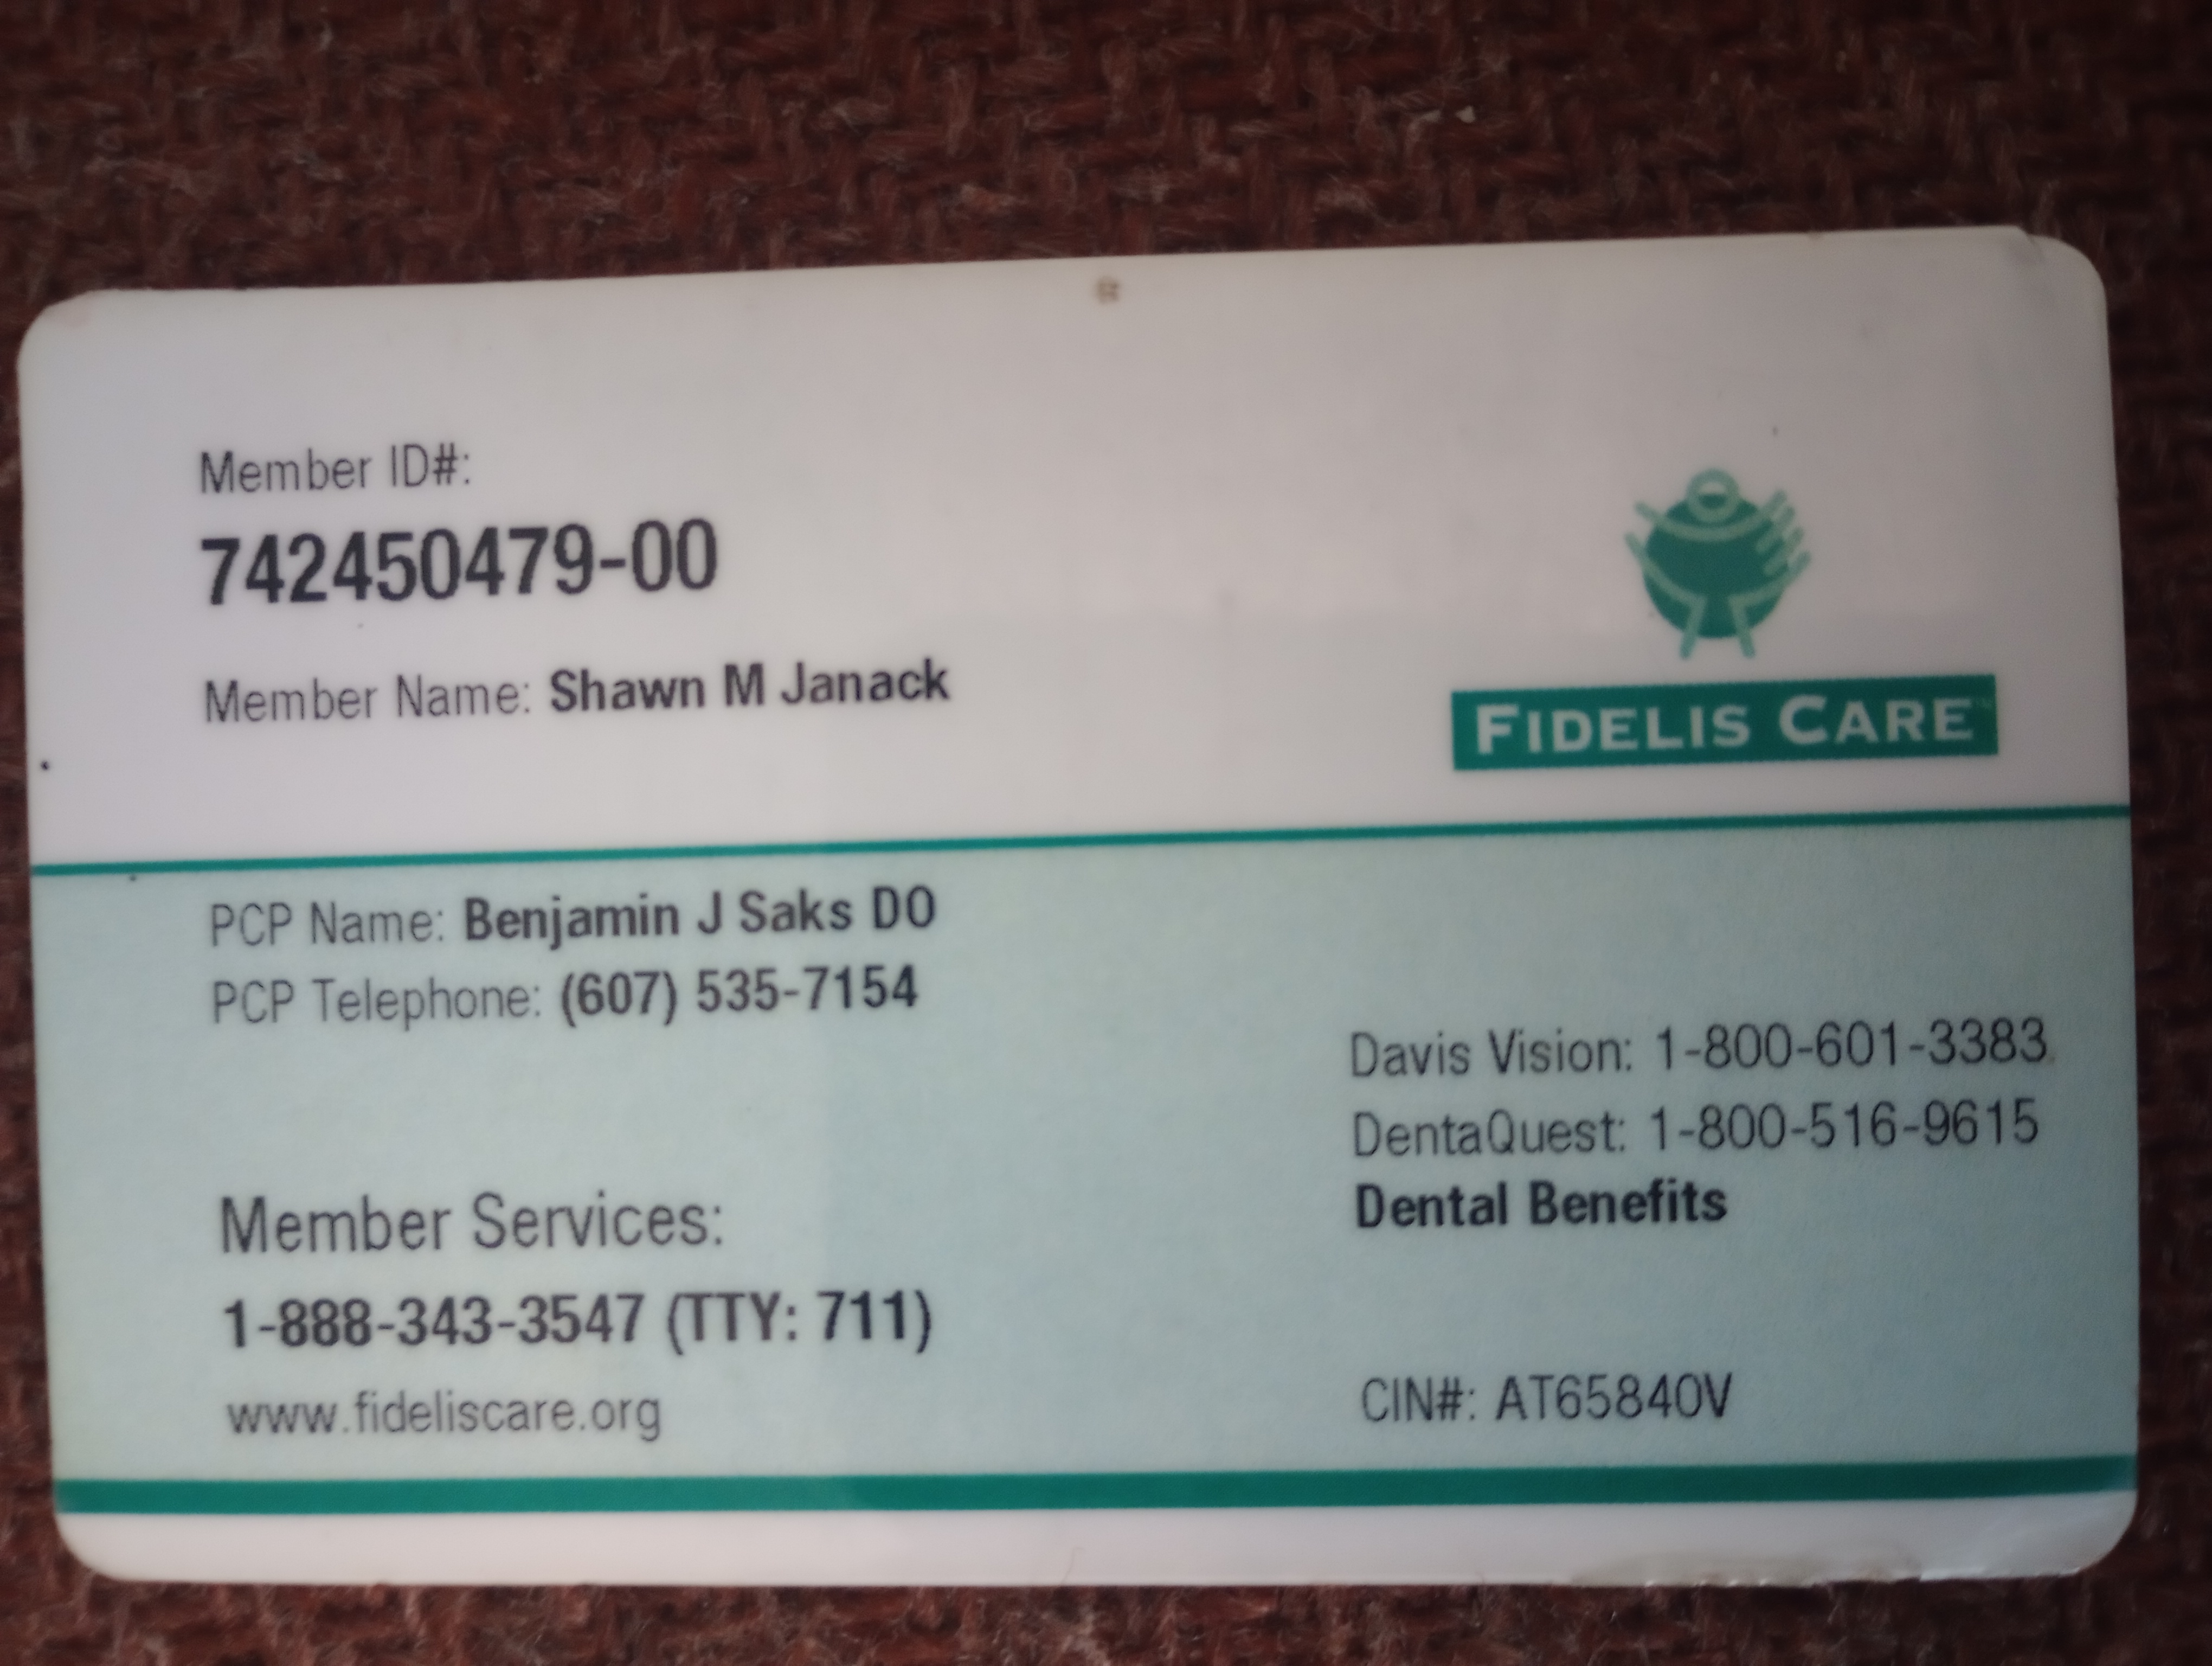 Member ID#:
742450479-00
Member Name: Shawn M Janack
FIDELIS CARE™
PCP Name: Benjamin J Saks DO
PCP Telephone: (607) 535-7154
Davis Vision: 1-800-601-3383
DentaQuest: 1-800-516-9615
Dental Benefits
Member Services:
1-888-343-3547 (TTY: 711)
www.fideliscare.org
CIN#: AT65840V